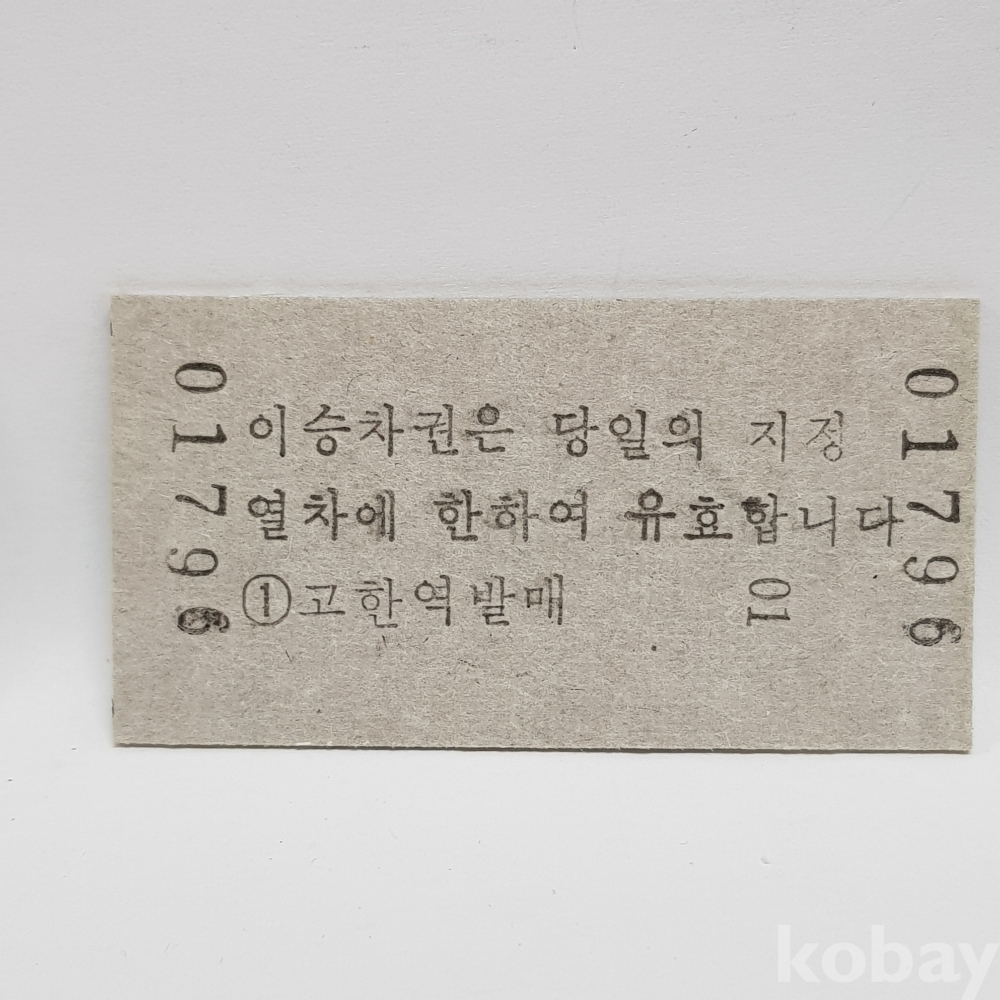 01796
이승차권은 당일의 지정
열차에 한하여 유효합니다
①고한역발매 01
01796
kobay